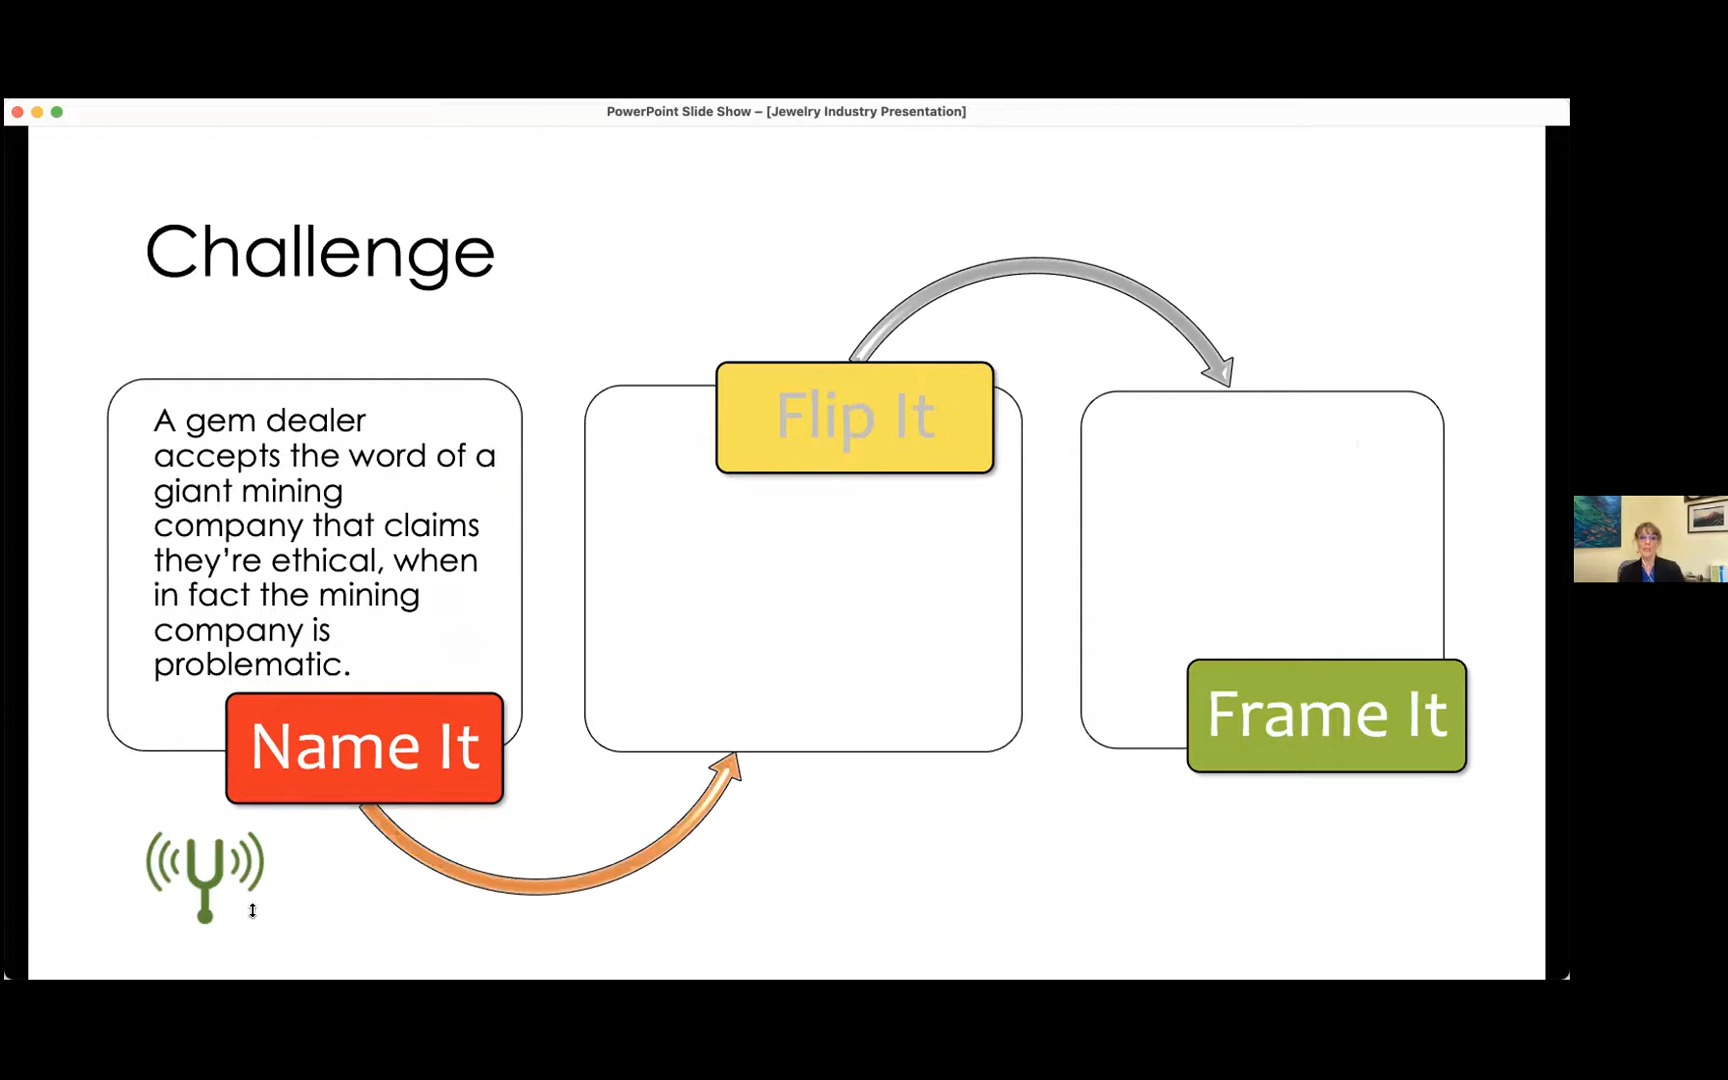 PowerPoint Slide Show – [Jewelry Industry Presentation]
Challenge
A gem dealer
accepts the word of a
giant mining
company that claims
they’re ethical, when
in fact the mining
company is
problematic.
Name It
Flip It
Frame It